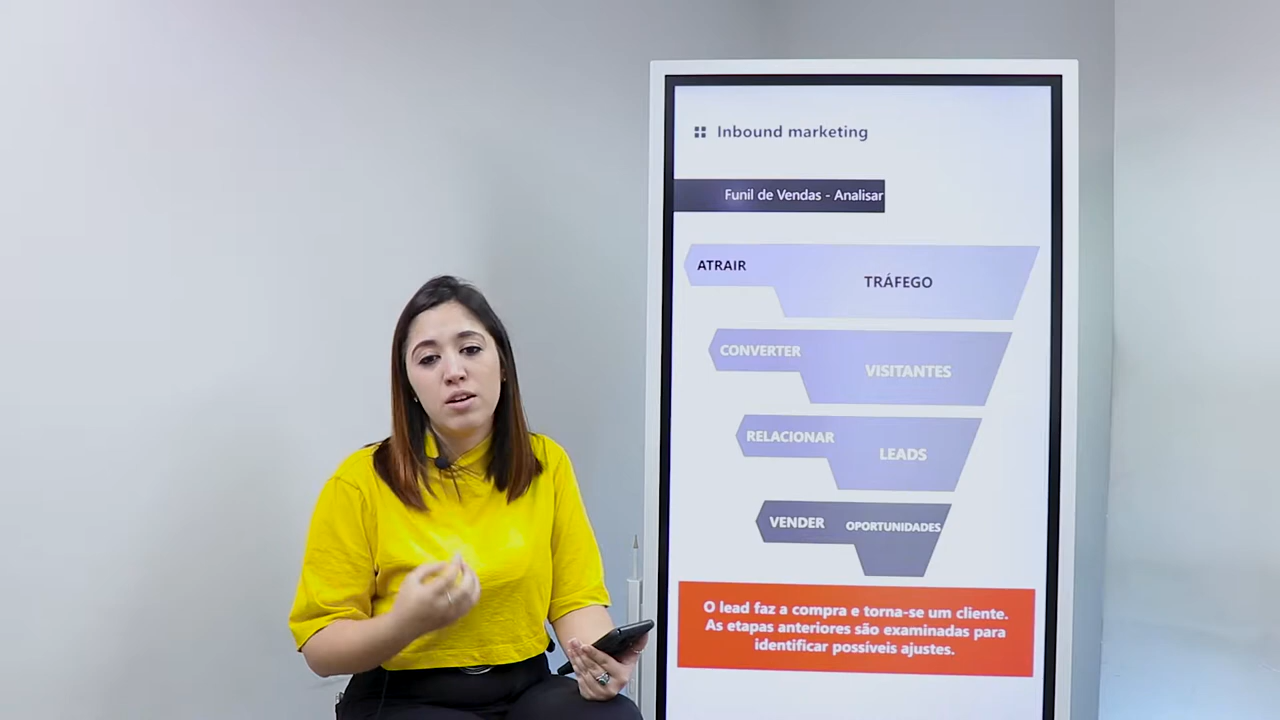 Inbound marketing
Funil de Vendas - Analisar
ATRAIR
TRÁFEGO
CONVERTER
VISITANTES
RELACIONAR
LEADS
VENDER
OPORTUNIDADES
O lead faz a compra e torna-se um cliente.
As etapas anteriores são examinadas para
identificar possíveis ajustes.